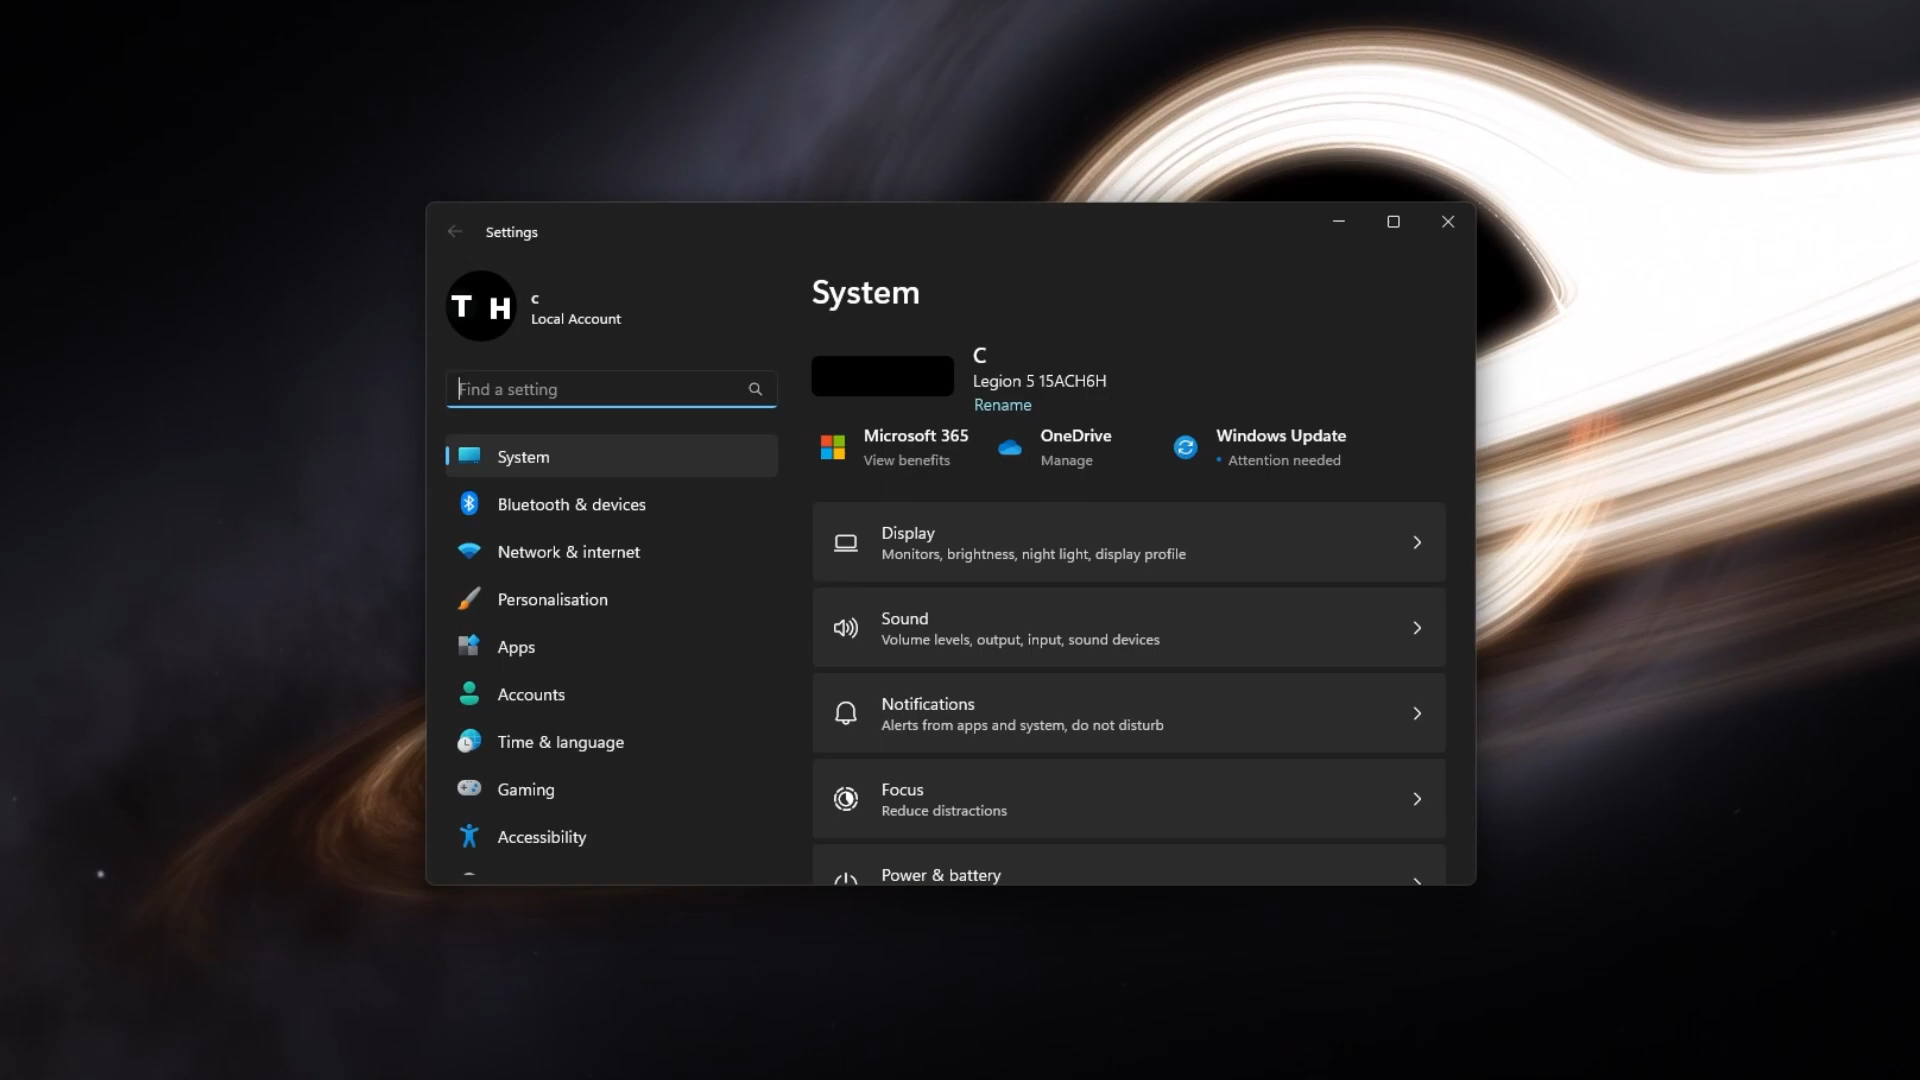 Settings
T H
C
Local Account
Find a setting
System
Bluetooth & devices
Network & internet
Personalisation
Apps
Accounts
Time & language
Gaming
Accessibility
System
C
Legion 5 15ACH6H
Rename
Microsoft 365
View benefits
OneDrive
Manage
Windows Update
Attention needed
Display
Monitors, brightness, night light, display profile
Sound
Volume levels, output, input, sound devices
Notifications
Alerts from apps and system, do not disturb
Focus
Reduce distractions
Power & battery